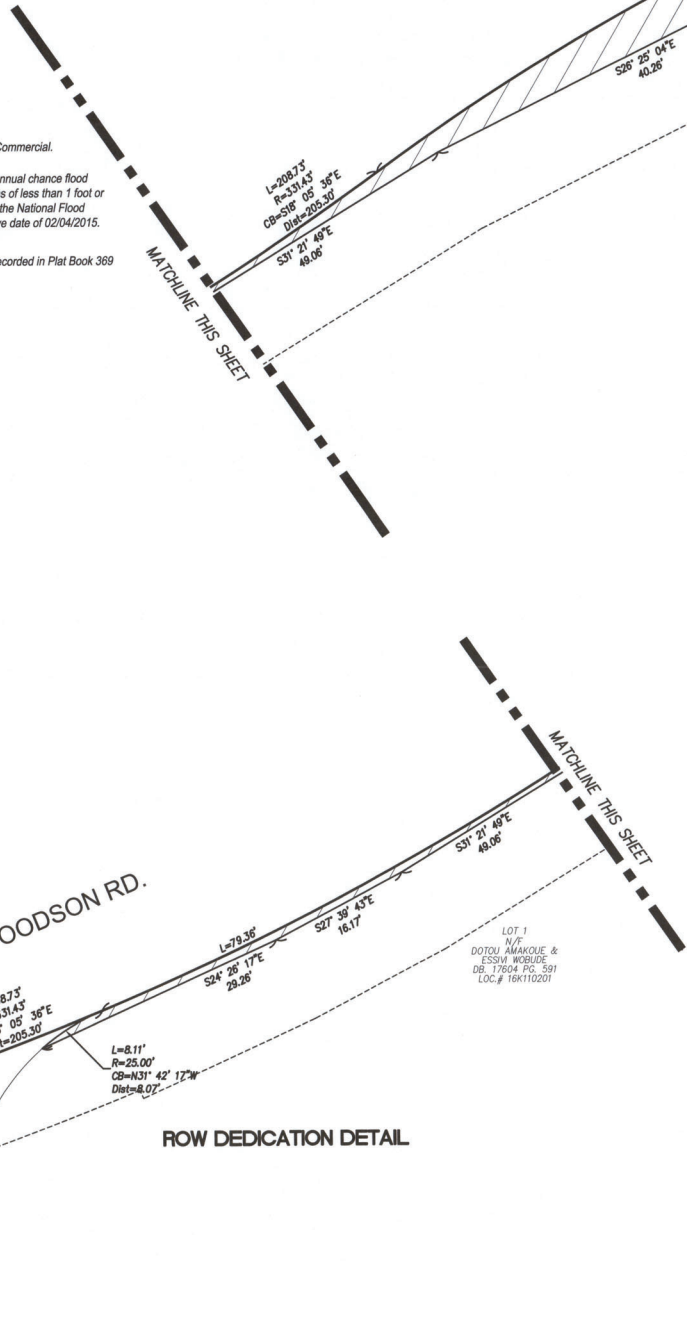 Commercial.
nnual chance flood
s of less than 1 foot or
the National Flood
ve date of 02/04/2015.
ecorded in Plat Book 369
S26° 25' 04"E
40.26'
L=208.73'
R=331.43'
CB=S18° 05' 36"E
Dist=205.30'
S31° 21' 49"E
49.06'
MATCHLINE THIS SHEET
MATCHLINE THIS SHEET
S31° 21' 49"E
49.06'
OODSON RD.
L=79.36'
S27° 39' 43"E
16.17'
S24° 26' 17"E
29.26'
LOT 1
N/F
DOTOU AMAKOUE &
ESSIVI WOBUDE
DB. 17604 PG. 591
LOC.# 16K110201
8.73'
31.43'
05' 36"E
t=205.30'
L=8.11'
R=25.00'
CB=N31° 42' 17"W
Dist=8.07'
ROW DEDICATION DETAIL